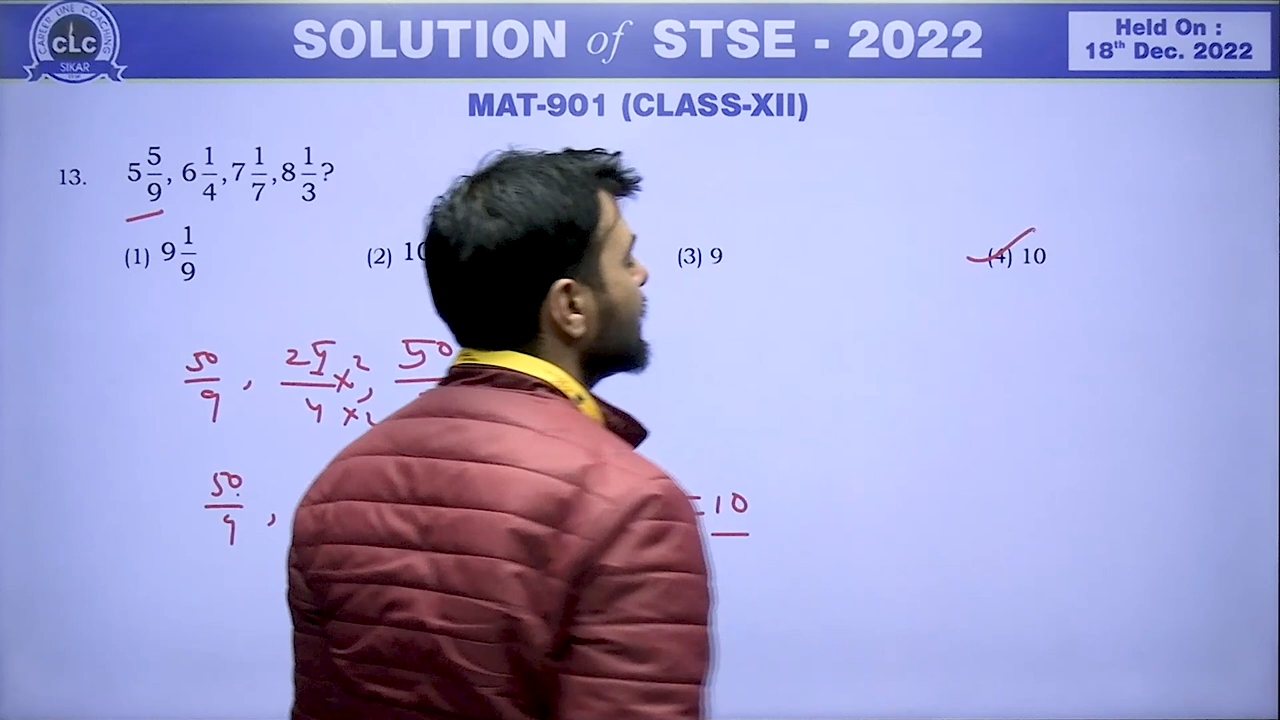 CAREER LINE COACHING
CLC
SIKAR
SOLUTION of STSE - 2022
Held On :
18th Dec. 2022
MAT-901 (CLASS-XII)
13. 5 5/9, 6 1/4, 7 1/7, 8 1/3?
(1) 9 1/9 (2) 10 (3) 9 (4) 10
50/9, 25/4 ×2/×2, 50
50/9, =10